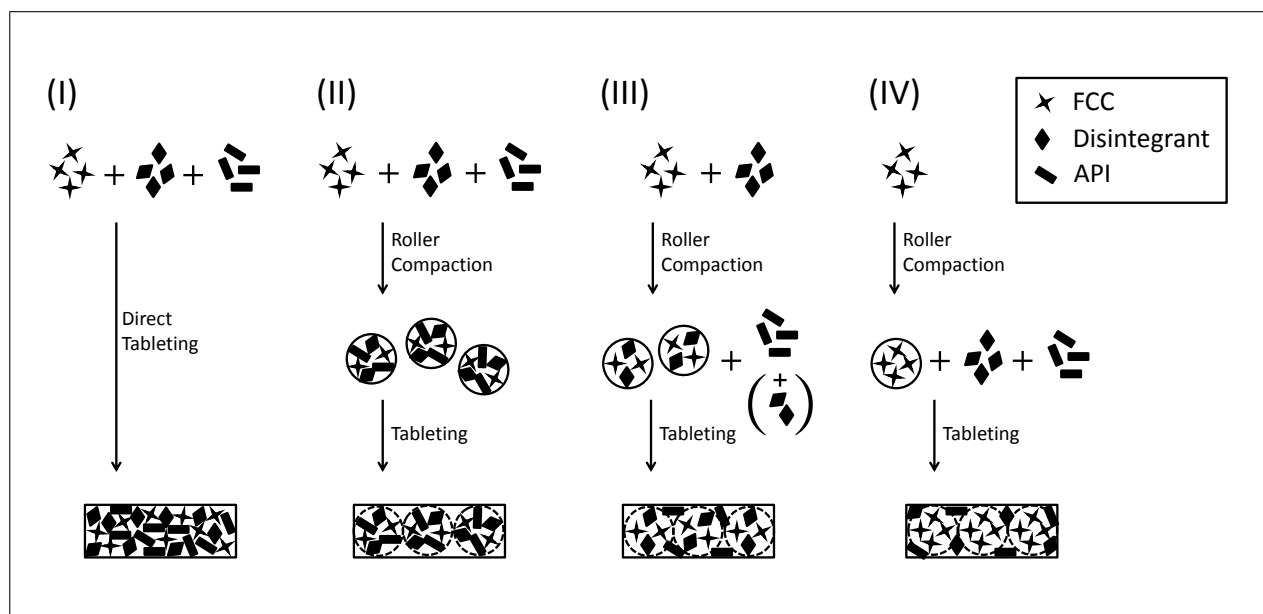 (I)
(II)
(III)
(IV)
FCC
Disintegrant
API
+
+
+
+
+
Roller
Compaction
Roller
Compaction
Roller
Compaction
Direct
Tableting
+
(+)
+
+
Tableting
Tableting
Tableting